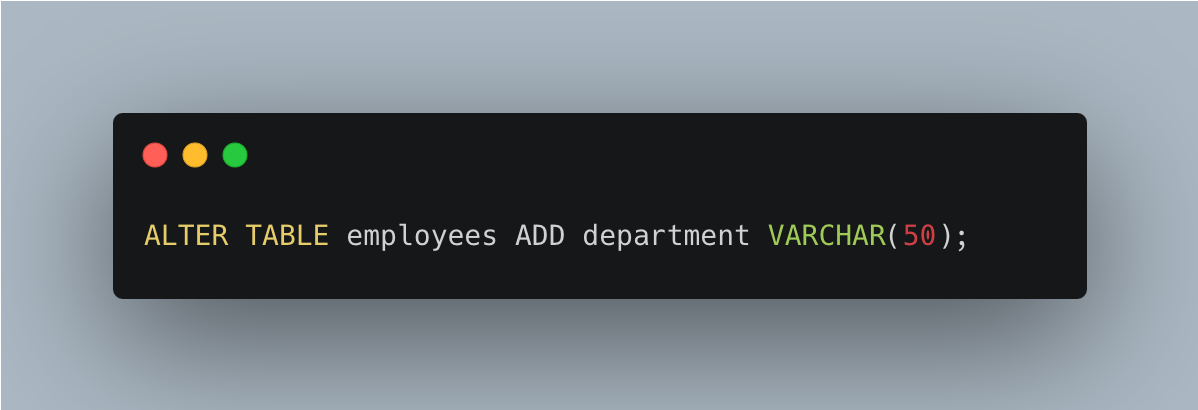 ALTER TABLE employees ADD department VARCHAR(50);